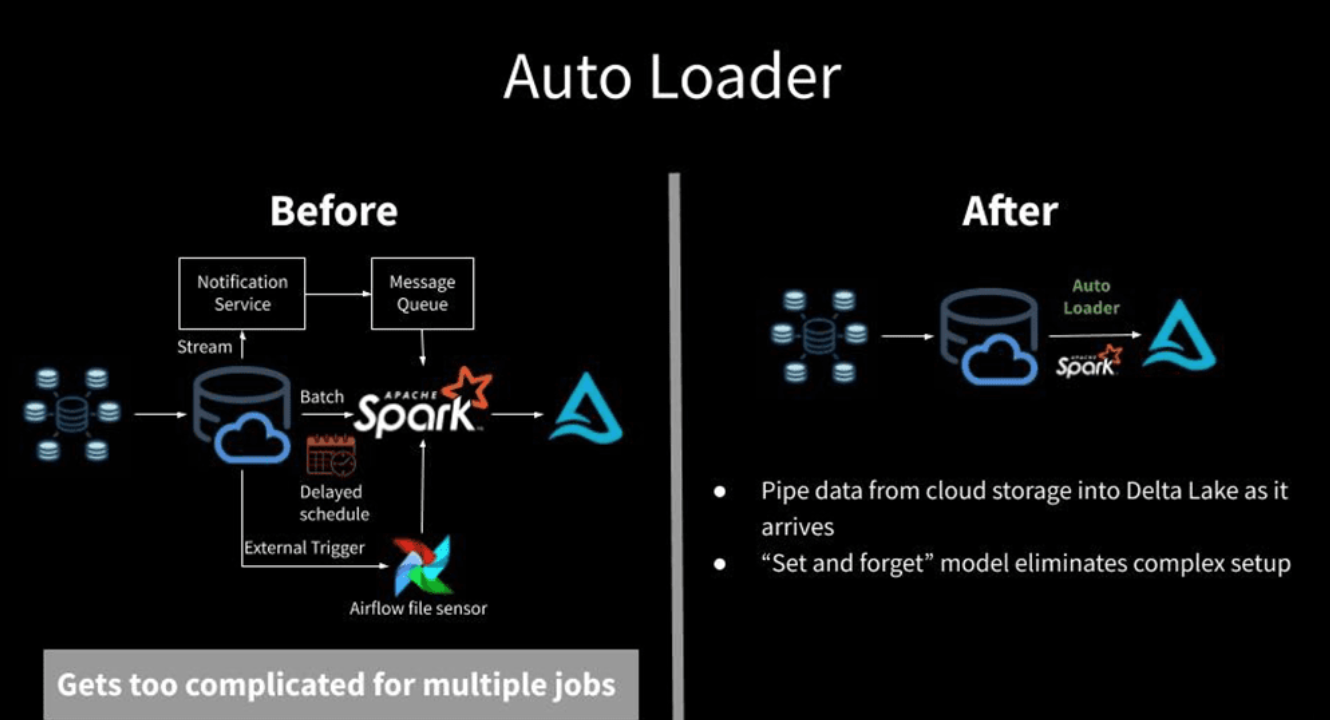 Auto Loader
Before
Notification
Service
Message
Queue
Stream
Batch
APACHE
Spark
Delayed
schedule
External Trigger
Airflow file sensor
Gets too complicated for multiple jobs
After
Auto
Loader
APACHE
Spark
● Pipe data from cloud storage into Delta Lake as it
arrives
● “Set and forget” model eliminates complex setup